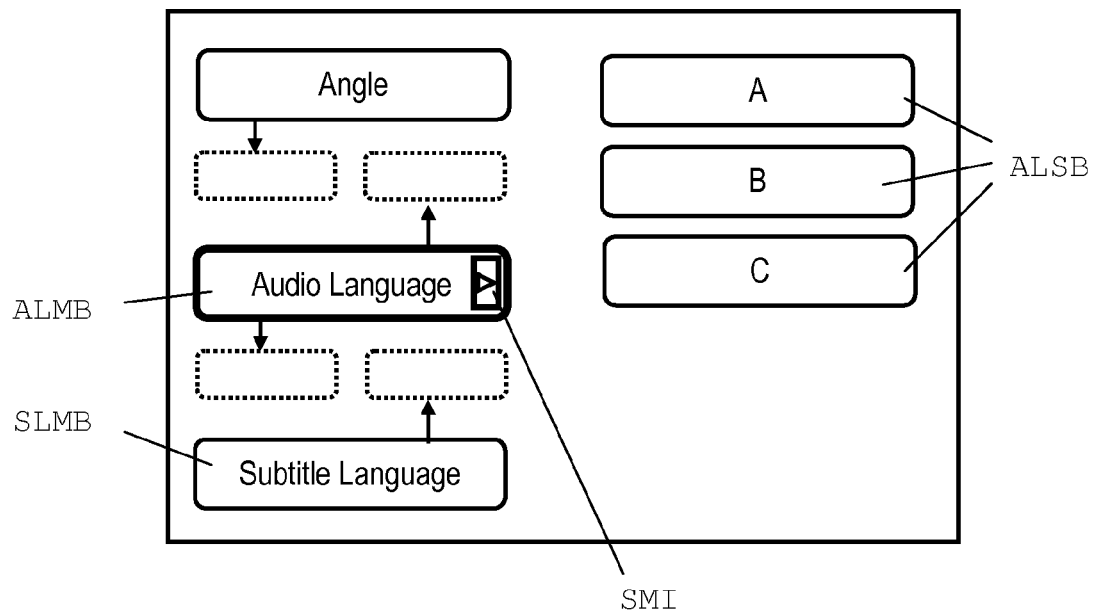 Angle
A
ALSB
B
Audio Language
C
ALMB
SLMB
Subtitle Language
SMI